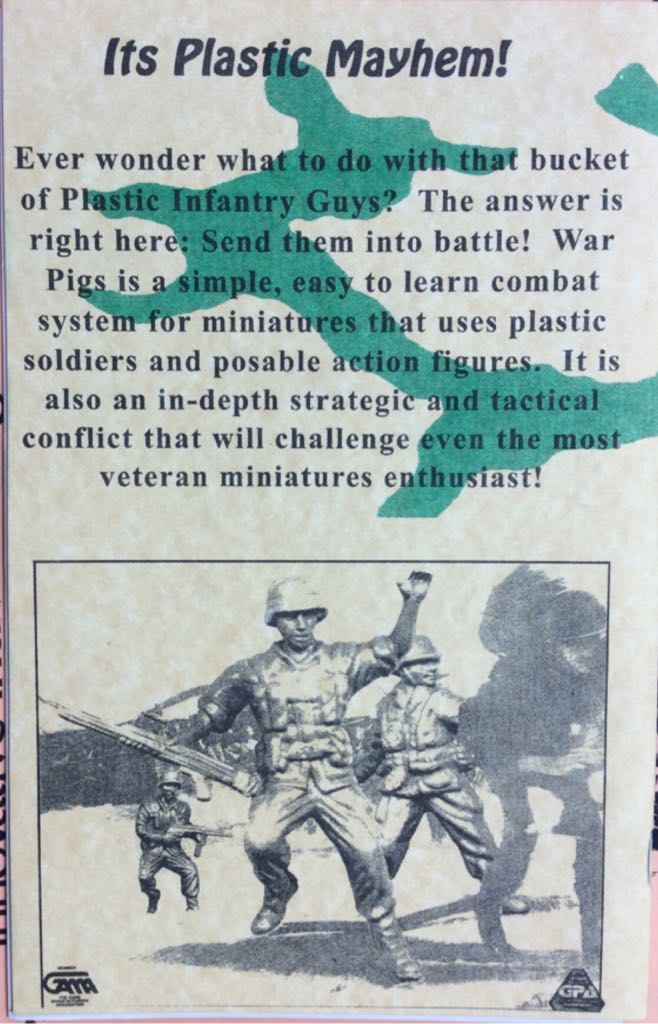 Its Plastic Mayhem!
Ever wonder what to do with that bucket
of Plastic Infantry Guys? The answer is
right here: Send them into battle! War
Pigs is a simple, easy to learn combat
system for miniatures that uses plastic
soldiers and posable action figures. It is
also an in-depth strategic and tactical
conflict that will challenge even the most
veteran miniatures enthusiast!
GAMA
GPA